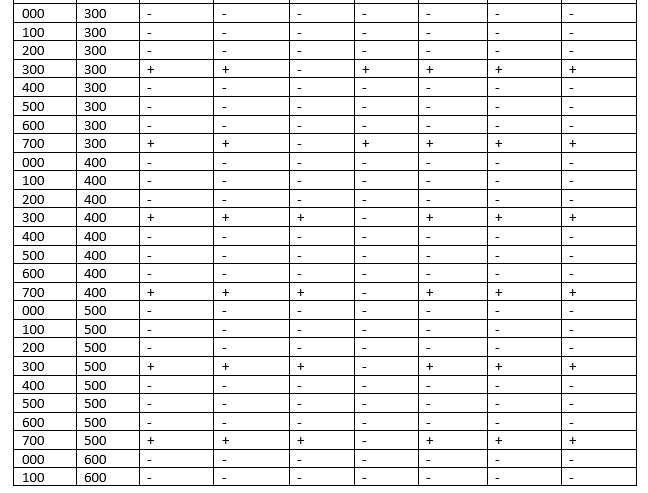 000 300 - - - - - - -
100 300 - - - - - - -
200 300 - - - - - - -
300 300 + + - + + + +
400 300 - - - - - - -
500 300 - - - - - - -
600 300 - - - - - - -
700 300 + + - + + + +
000 400 - - - - - - -
100 400 - - - - - - -
200 400 - - - - - - -
300 400 + + + - + + +
400 400 - - - - - - -
500 400 - - - - - - -
600 400 - - - - - - -
700 400 + + + - + + +
000 500 - - - - - - -
100 500 - - - - - - -
200 500 - - - - - - -
300 500 + + + - + + +
400 500 - - - - - - -
500 500 - - - - - - -
600 500 - - - - - - -
700 500 + + + - + + +
000 600 - - - - - - -
100 600 - - - - - - -